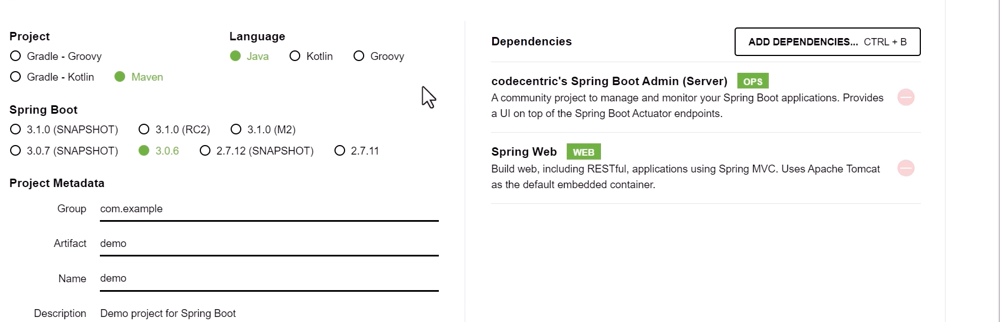 Project
Gradle - Groovy
Gradle - Kotlin Maven
Language
Java Kotlin Groovy
Spring Boot
3.1.0 (SNAPSHOT) 3.1.0 (RC2) 3.1.0 (M2)
3.0.7 (SNAPSHOT) 3.0.6 2.7.12 (SNAPSHOT) 2.7.11
Project Metadata
Group com.example
Artifact demo
Name demo
Description Demo project for Spring Boot
Dependencies ADD DEPENDENCIES... CTRL + B
codecentric's Spring Boot Admin (Server) OPS
A community project to manage and monitor your Spring Boot applications. Provides
a UI on top of the Spring Boot Actuator endpoints.
Spring Web WEB
Build web, including RESTful, applications using Spring MVC. Uses Apache Tomcat
as the default embedded container.